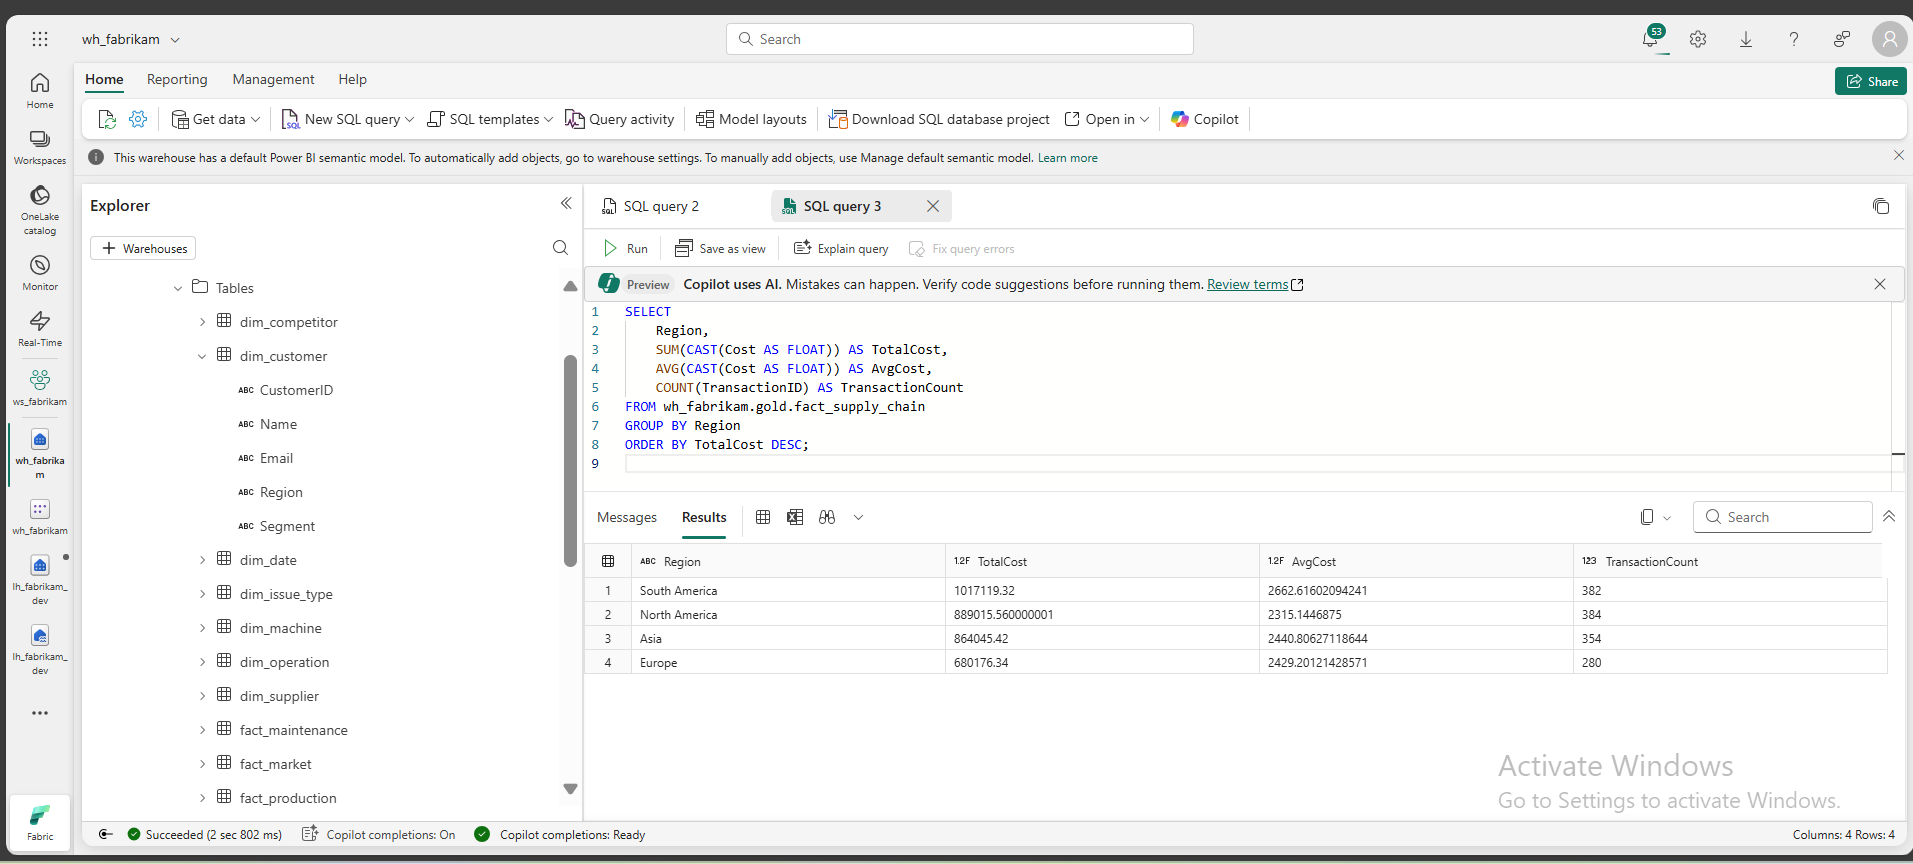 wh_fabrikam
Search
53
Home
Workspaces
OneLake
catalog
Monitor
Real-Time
ws_fabrikam
wh_fabrika
m
wh_fabrikam
lh_fabrikam_
dev
lh_fabrikam_
dev
Fabric
Home Reporting Management Help
Share
Get data New SQL query SQL templates Query activity Model layouts Download SQL database project Open in Copilot
This warehouse has a default Power BI semantic model. To automatically add objects, go to warehouse settings. To manually add objects, use Manage default semantic model. Learn more
Explorer
Warehouses
Tables
dim_competitor
dim_customer
ABC CustomerID
ABC Name
ABC Email
ABC Region
ABC Segment
dim_date
dim_issue_type
dim_machine
dim_operation
dim_supplier
fact_maintenance
fact_market
fact_production
SQL query 2 SQL query 3
Run Save as view Explain query Fix query errors
Preview Copilot uses AI. Mistakes can happen. Verify code suggestions before running them. Review terms
1 SELECT
2 Region,
3 SUM(CAST(Cost AS FLOAT)) AS TotalCost,
4 AVG(CAST(Cost AS FLOAT)) AS AvgCost,
5 COUNT(TransactionID) AS TransactionCount
6 FROM wh_fabrikam.gold.fact_supply_chain
7 GROUP BY Region
8 ORDER BY TotalCost DESC;
9
Messages Results Search
ABC Region 1.2F TotalCost 1.2F AvgCost 123 TransactionCount
1 South America 1017119.32 2662.61602094241 382
2 North America 889015.560000001 2315.1446875 384
3 Asia 864045.42 2440.80627118644 354
4 Europe 680176.34 2429.20121428571 280
Activate Windows
Go to Settings to activate Windows.
Succeeded (2 sec 802 ms) Copilot completions: On Copilot completions: Ready Columns: 4 Rows: 4